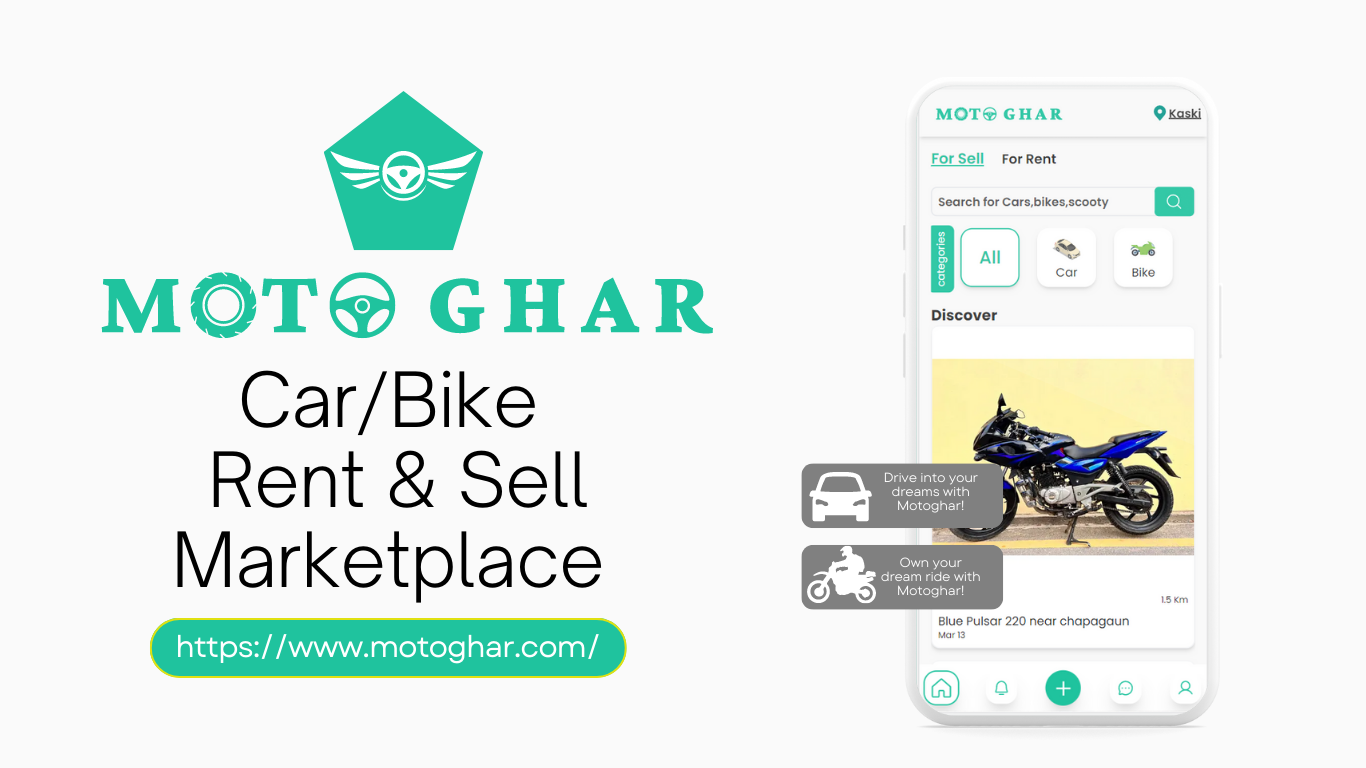 MOTO GHAR
Car/Bike
Rent & Sell
Marketplace
https://www.motoghar.com/
MOTO GHAR
Kaski
For Sell
For Rent
Search for Cars,bikes,scooty
categories
All
Car
Bike
Discover
Drive into your
dreams with
Motoghar!
Own your
dream ride with
Motoghar!
1.5 Km
Blue Pulsar 220 near chapagaun
Mar 13